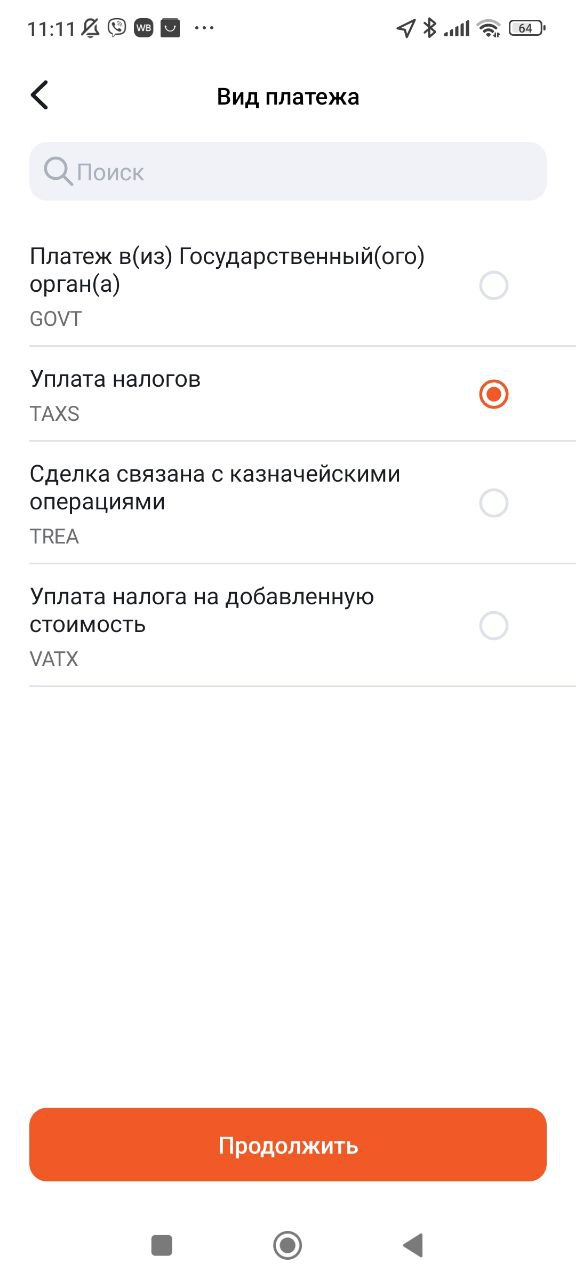 11:11 WB ... 64
Вид платежа
Поиск
Платеж в(из) Государственный(ого)
орган(а)
GOVT
Уплата налогов
TAXS
Сделка связана с казначейскими
операциями
TREA
Уплата налога на добавленную
стоимость
VATX
Продолжить